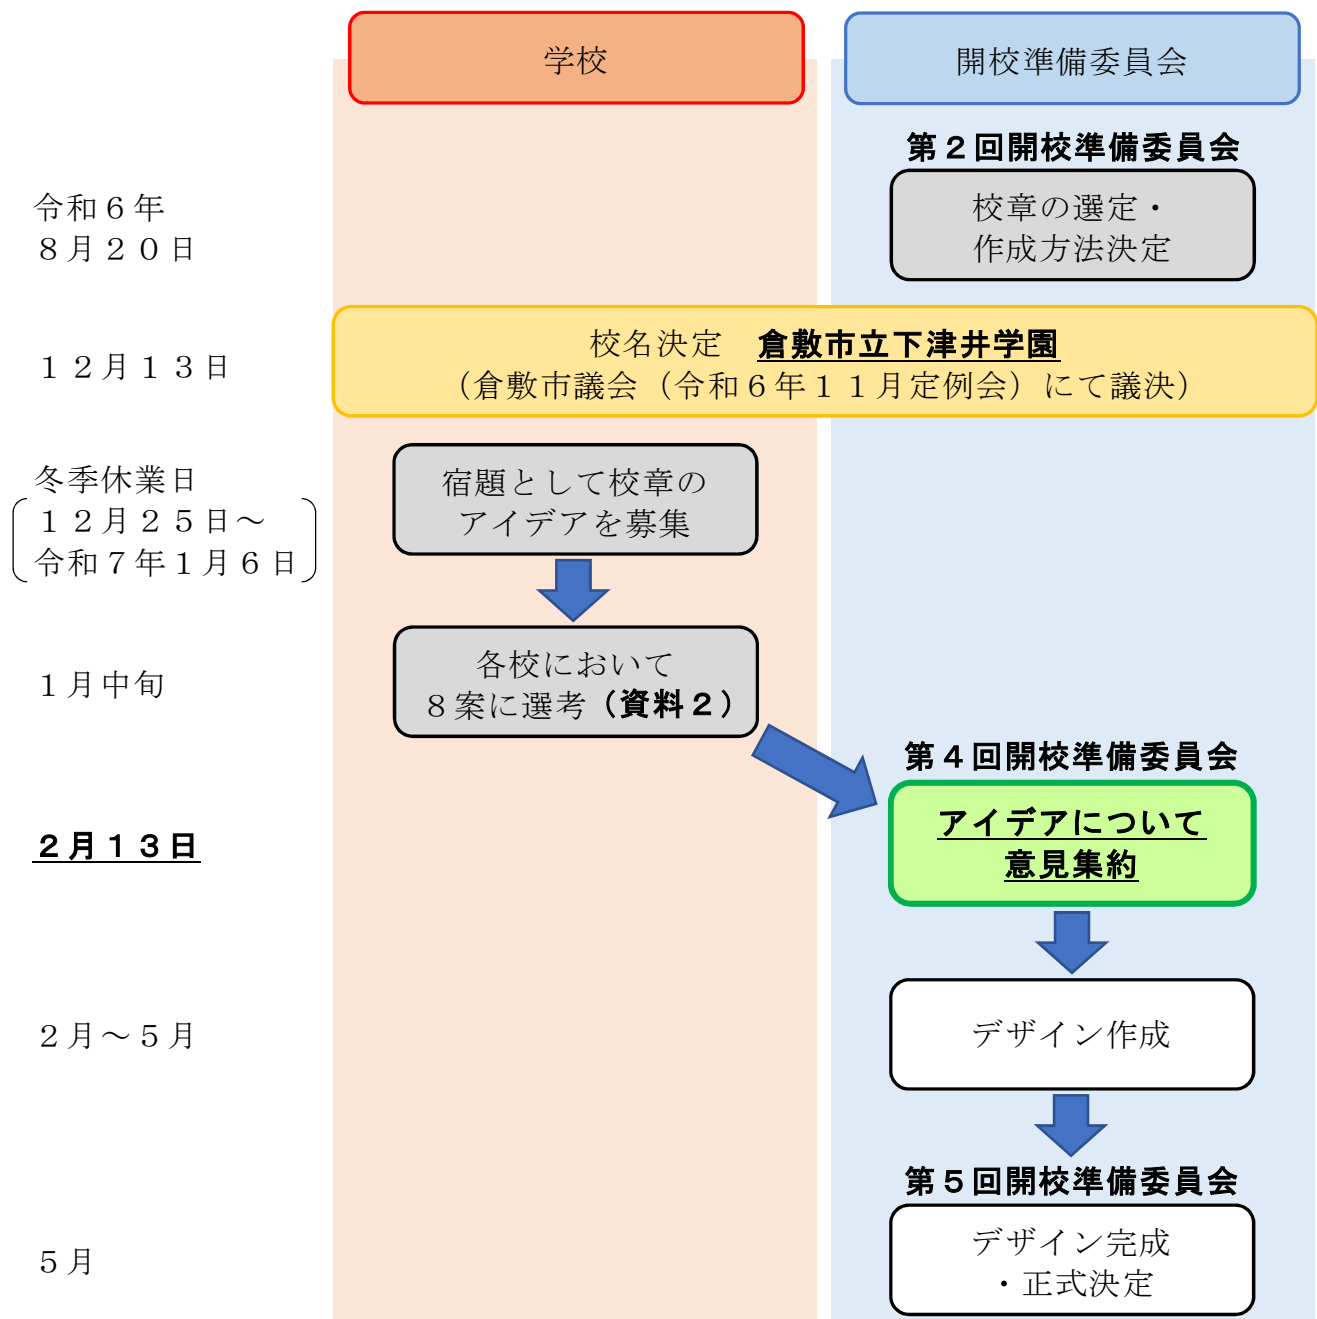 学校
開校準備委員会
第２回開校準備委員会
令和６年
８月２０日
校章の選定・
作成方法決定
１２月１３日
校名決定　倉敷市立下津井学園
（倉敷市議会（令和６年１１月定例会）にて議決）
冬季休業日
１２月２５日～
令和７年１月６日
宿題として校章の
アイデアを募集
１月中旬
各校において
８案に選考（資料２）
第４回開校準備委員会
２月１３日
アイデアについて
意見集約
２月～５月
デザイン作成
第５回開校準備委員会
５月
デザイン完成
・正式決定